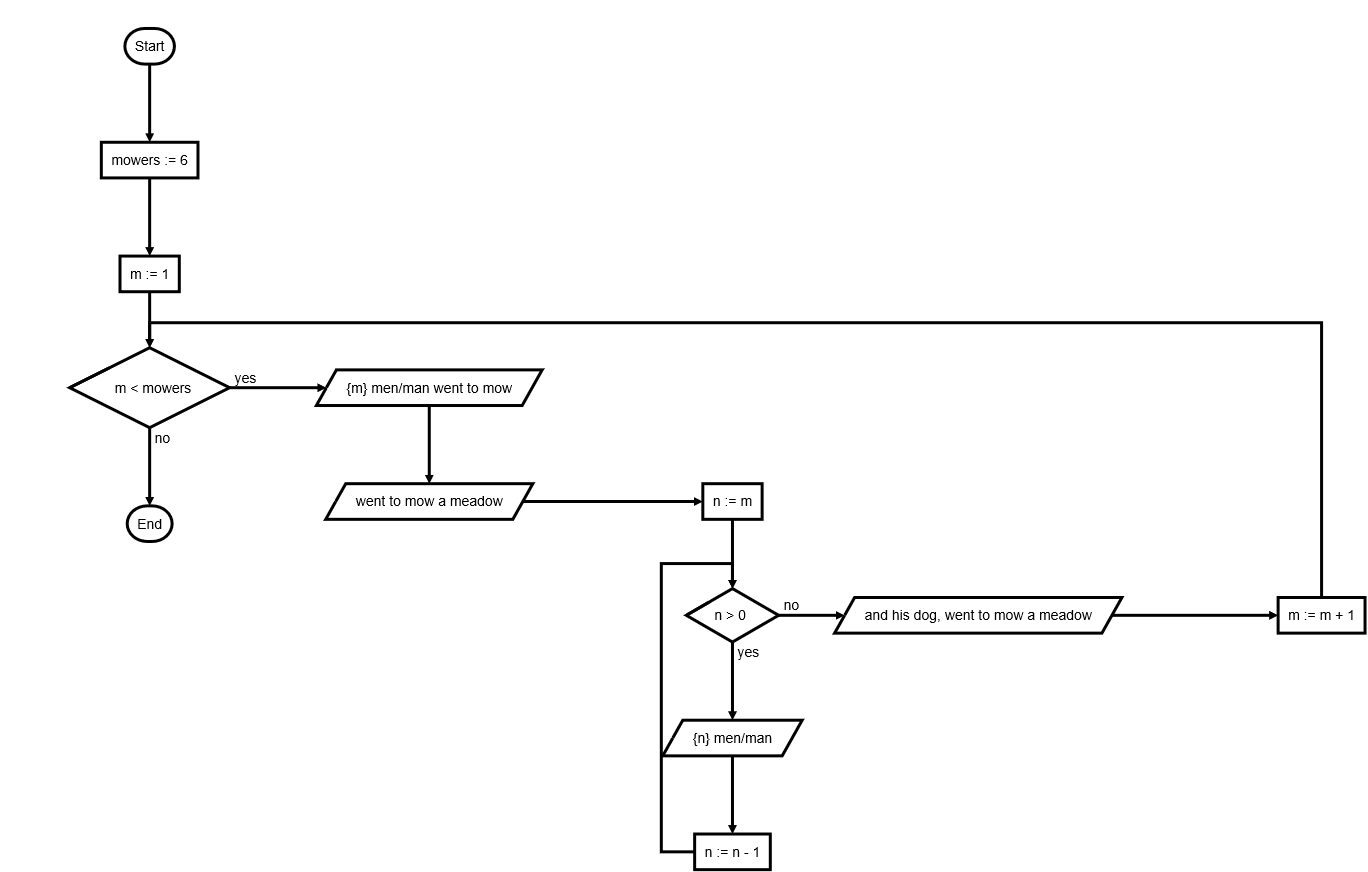 Start
mowers := 6
m := 1
m < mowers
yes
no
End
{m} men/man went to mow
went to mow a meadow
n := m
n > 0
no
yes
and his dog, went to mow a meadow
m := m + 1
{n} men/man
n := n - 1